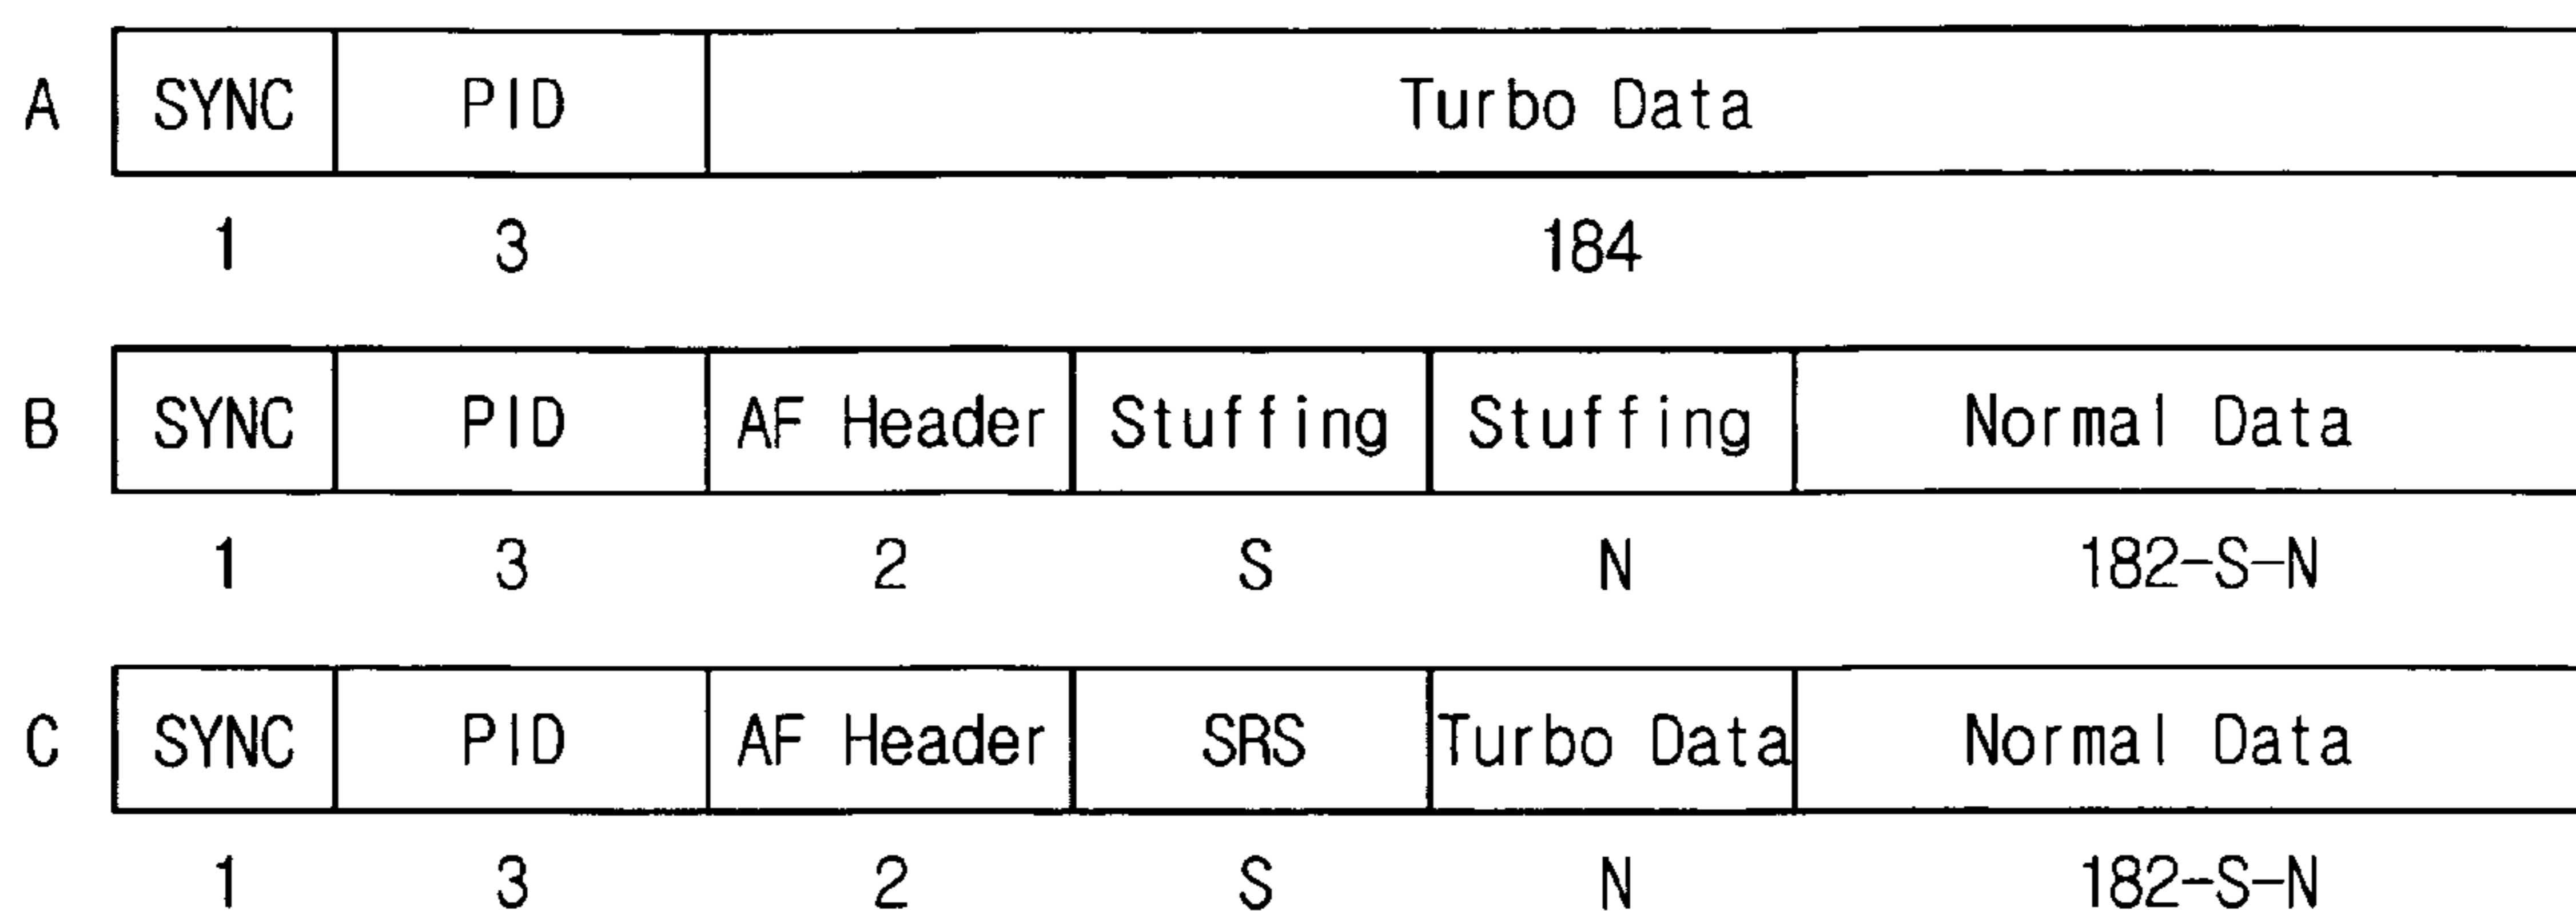 A SYNC PID Turbo Data
1 3 184
B SYNC PID AF Header Stuffing Stuffing Normal Data
1 3 2 S N 182-S-N
C SYNC PID AF Header SRS Turbo Data Normal Data
1 3 2 S N 182-S-N